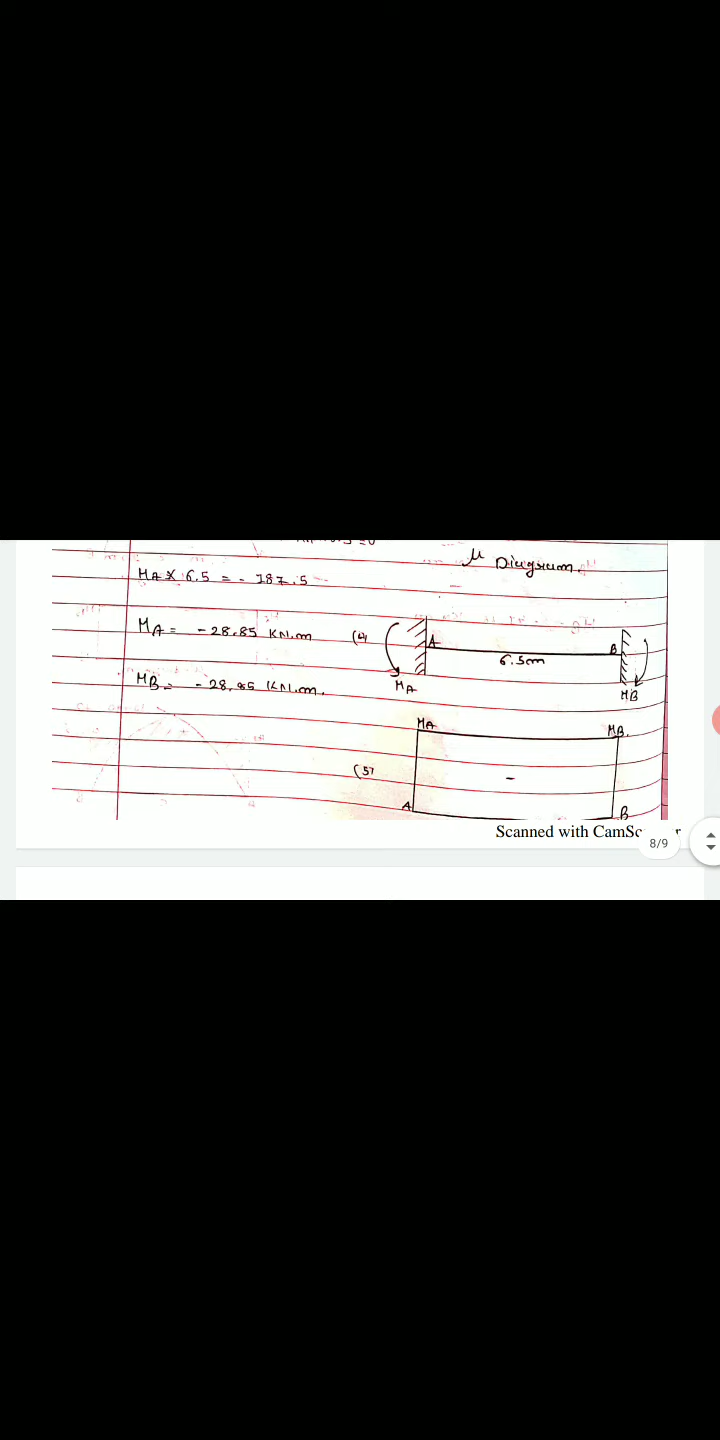 μ Diagram.
MA × 6.5 = - 187.5
MA = - 28.85 KN.m
(4)
A
B
6.5m
MA
MB
MB = - 28.85 KN.m.
MA
MB.
(5)
-
A
B
Scanned with CamSc
r
8/9